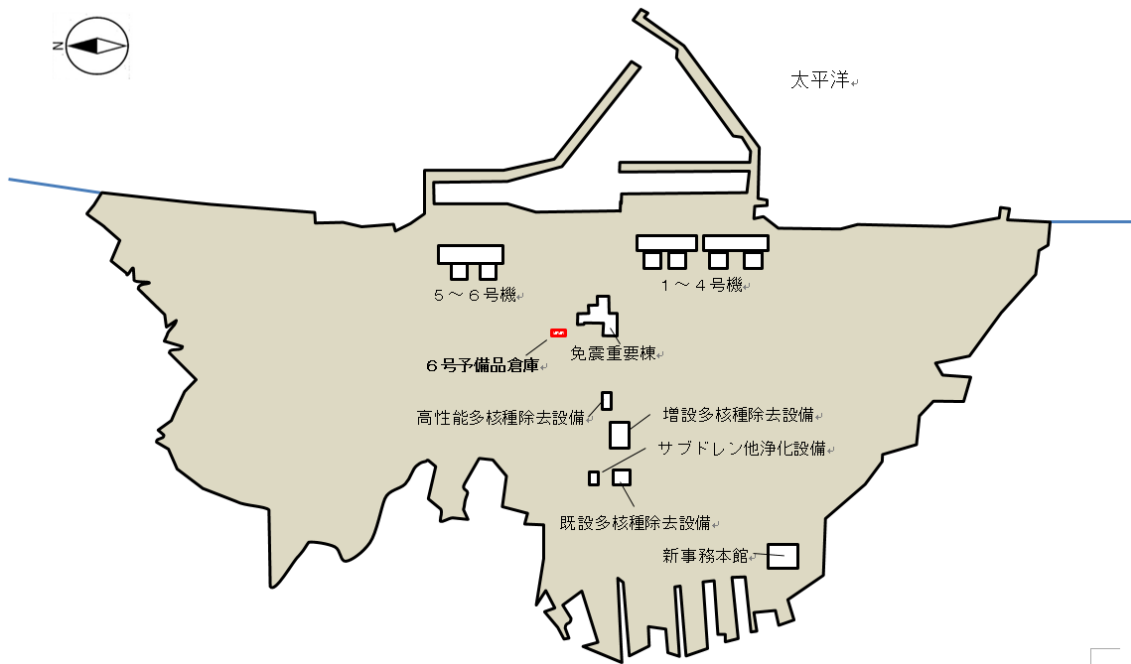 N
太平洋
5～6号機
1～4号機
免震重要棟
6号予備品倉庫
高性能多核種除去設備
増設多核種除去設備
サブドレン他浄化設備
既設多核種除去設備
新事務本館